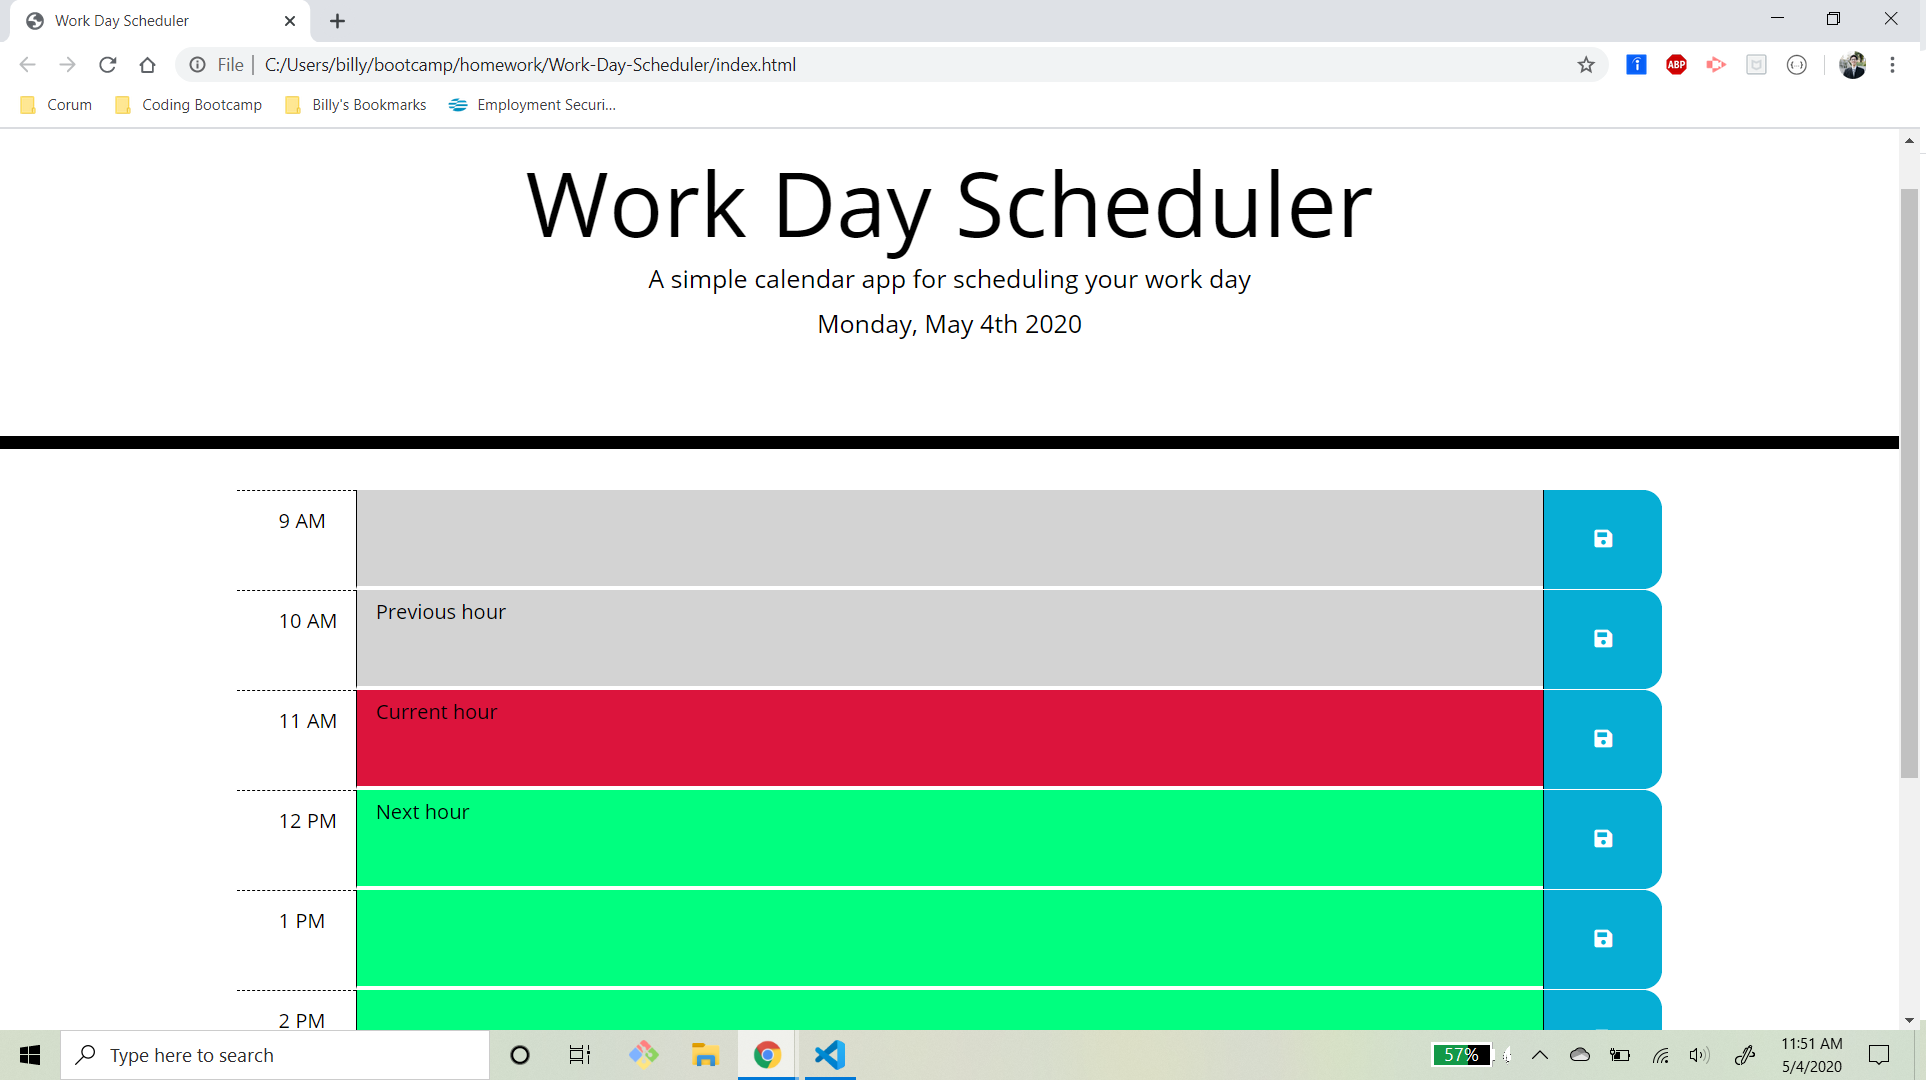 Work Day Scheduler
File | C:/Users/billy/bootcamp/homework/Work-Day-Scheduler/index.html
ABP
Corum Coding Bootcamp Billy's Bookmarks Employment Securi...
Work Day Scheduler
A simple calendar app for scheduling your work day
Monday, May 4th 2020
9 AM
10 AM Previous hour
11 AM Current hour
12 PM Next hour
1 PM
2 PM
Type here to search
57%
11:51 AM
5/4/2020